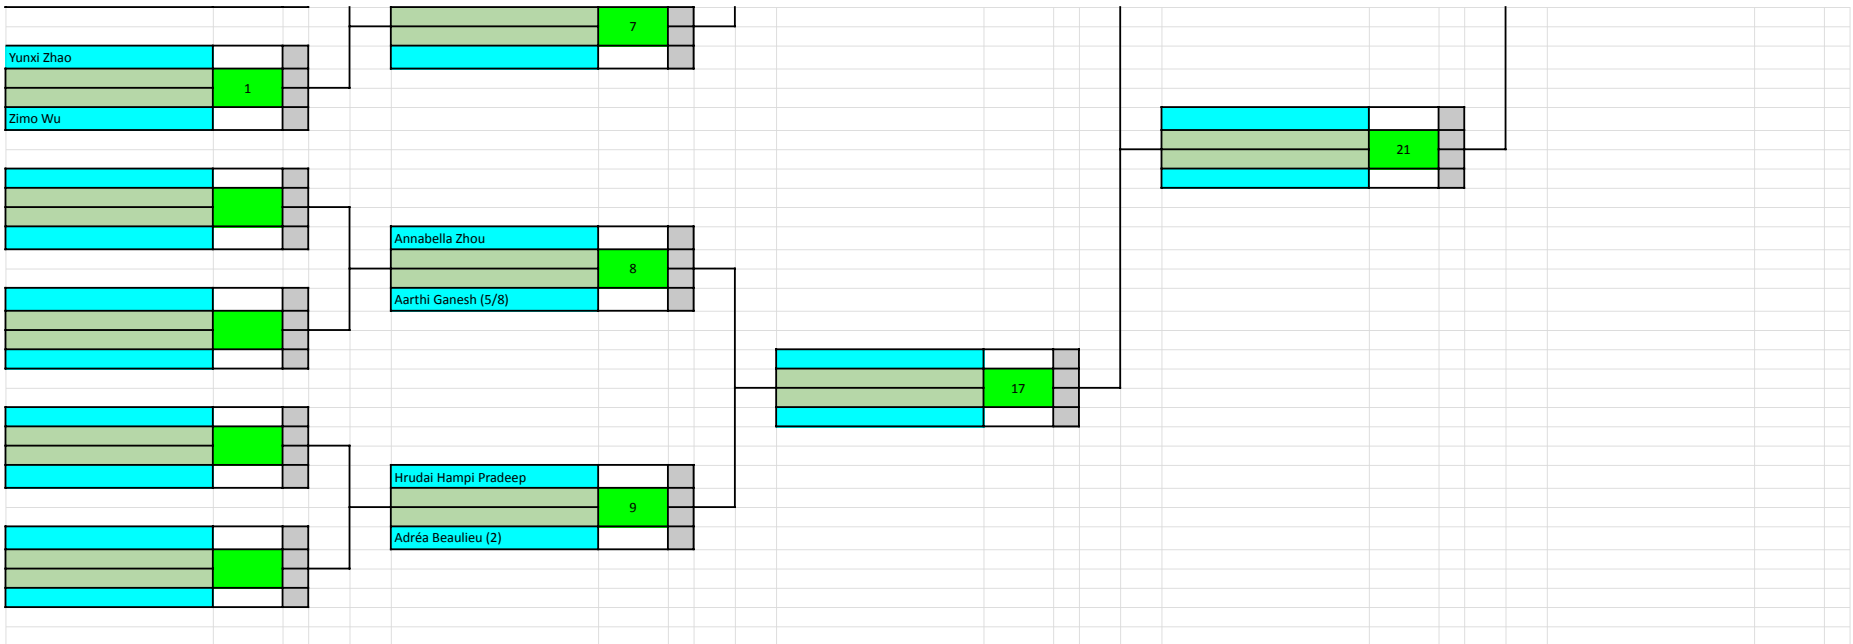 7
Yunxi Zhao
1
Zimo Wu
21
Annabella Zhou
8
Aarthi Ganesh (5/8)
17
Hrudai Hampi Pradeep
9
Adréa Beaulieu (2)